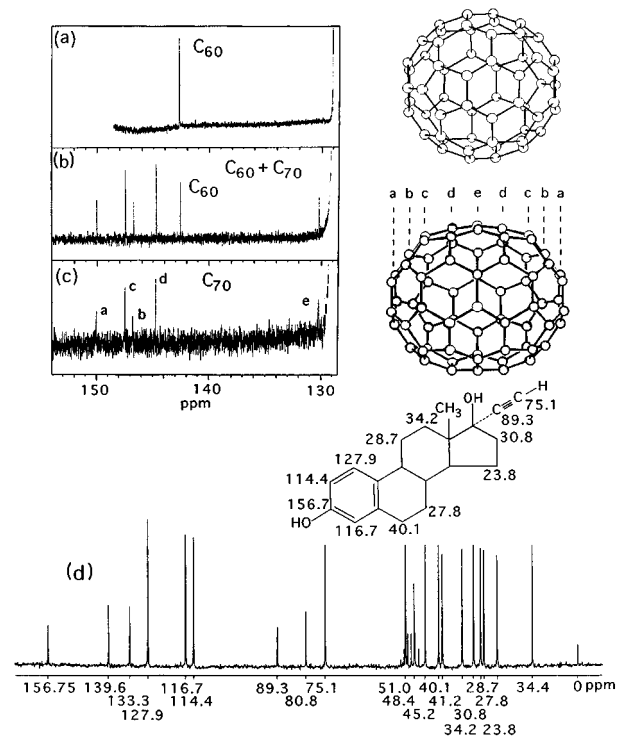 (a)
C60
(b)
C60 + C70
C60
(c)
C70
a
c
b
d
e
150 140 130
ppm
a b c d e d c b a
OH
H
CH3
34.2
75.1
89.3
28.7
30.8
127.9
23.8
114.4
156.7
27.8
HO
116.7
40.1
(d)
156.75 139.6 116.7 89.3 75.1 51.0 40.1 28.7 34.4 0 ppm
133.3 114.4 80.8 48.4 41.2 27.8
127.9 45.2 30.8
34.2 23.8